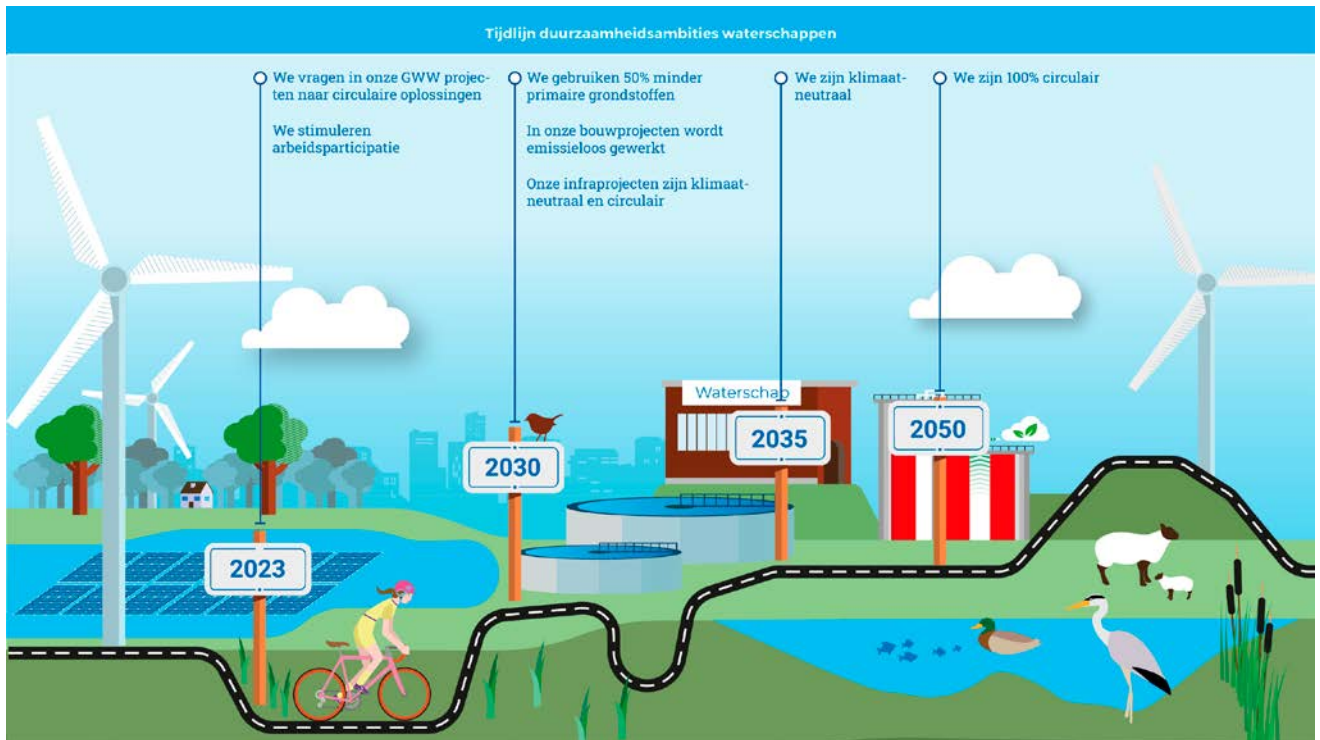 Tijdlijn duurzaamheidsambities waterschappen
We vragen in onze GWW projec-
ten naar circulaire oplossingen
We stimuleren
arbeidsparticipatie
We gebruiken 50% minder
primaire grondstoffen
In onze bouwprojecten wordt
emissieloos gewerkt
Onze infraprojecten zijn klimaat-
neutraal en circulair
We zijn klimaat-
neutraal
We zijn 100% circulair
Waterschap
2023
2030
2035
2050